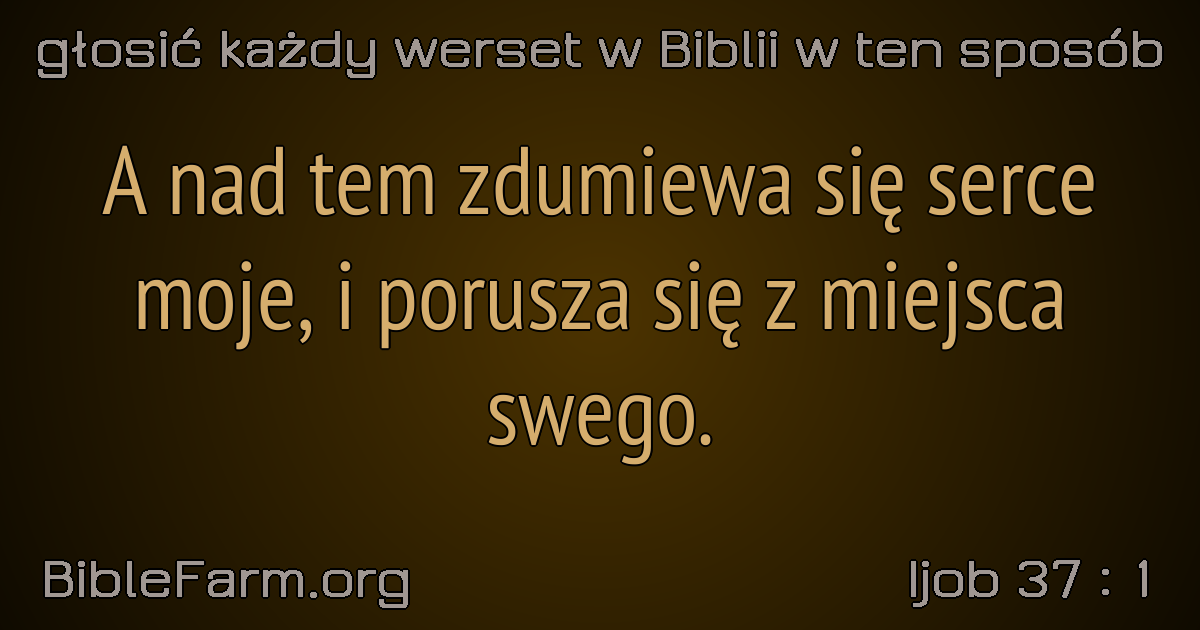 głosić każdy werset w Biblii w ten sposób
A nad tem zdumiewa się serce
moje, i porusza się z miejsca
swego.
BibleFarm.org
Ijob 37 : 1